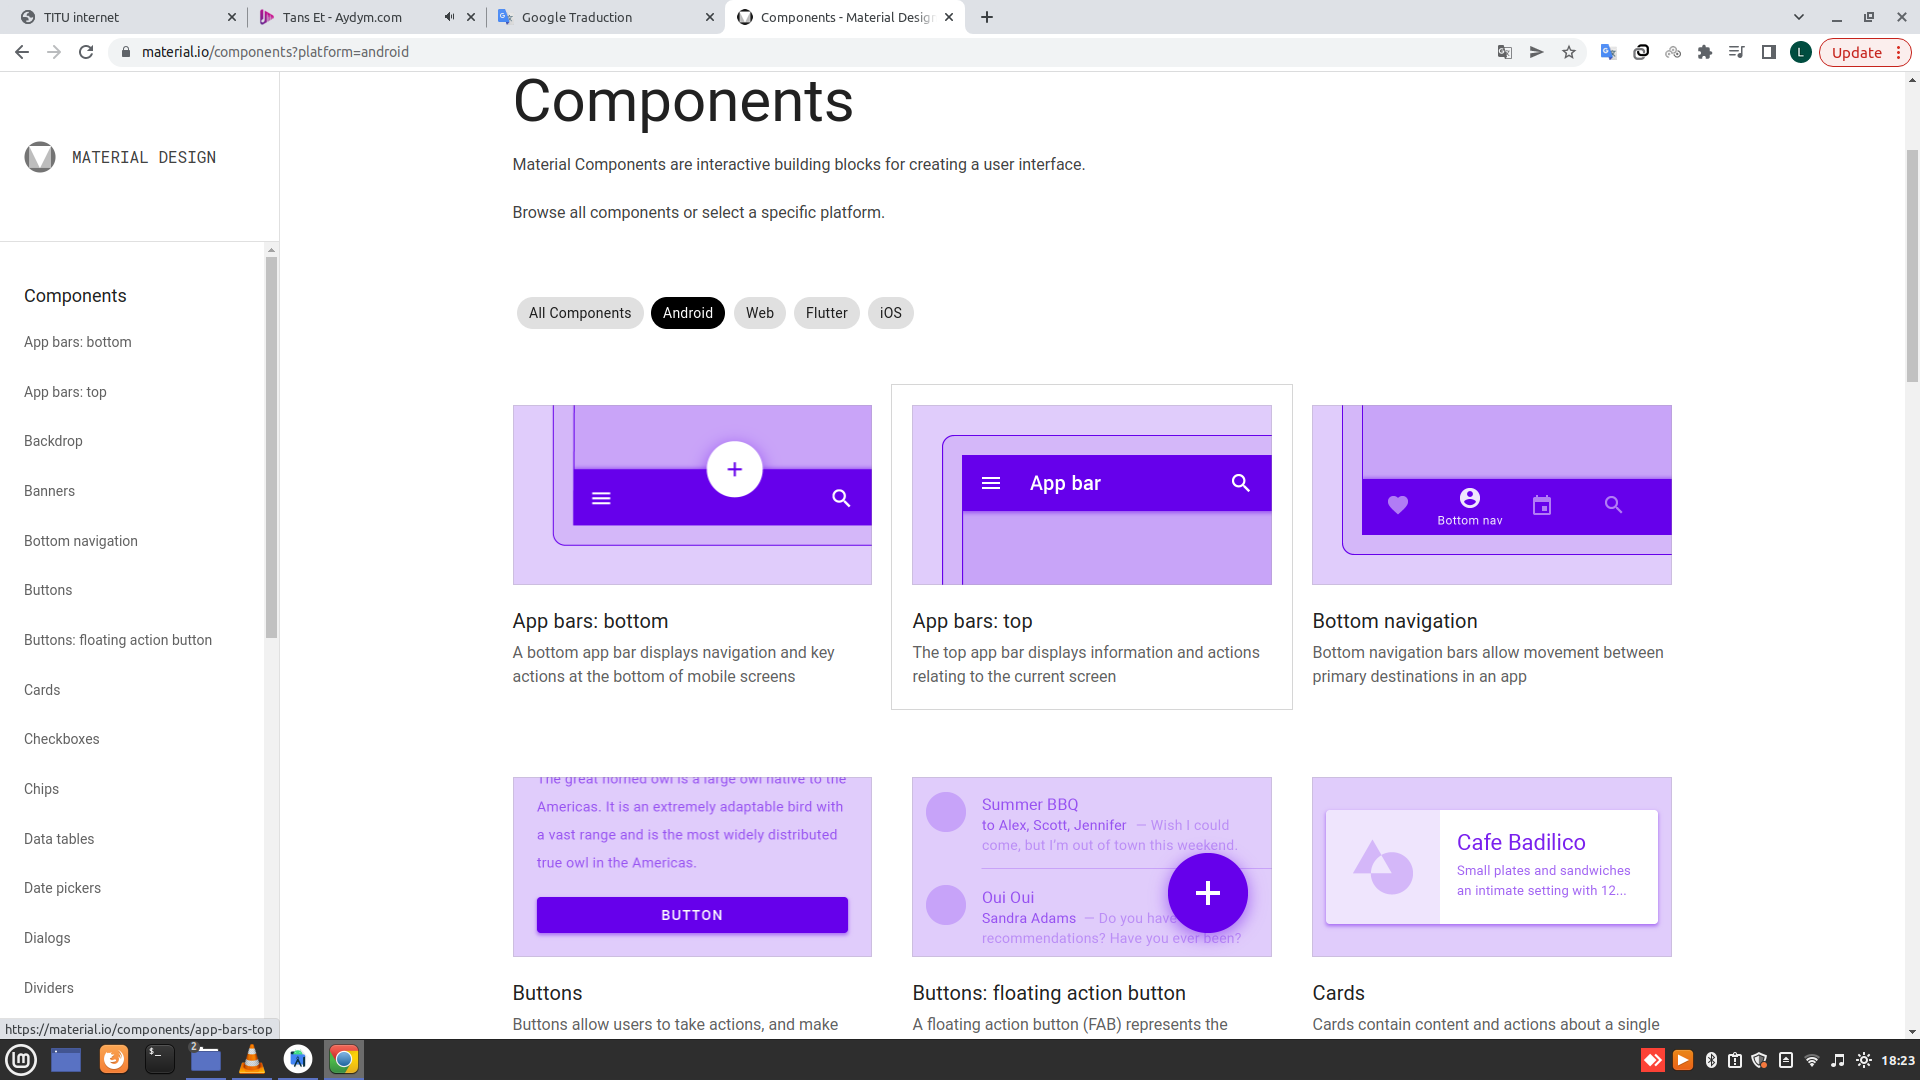 TITU internet
Tans Et - Aydym.com
Google Traduction
Components - Material Desig
material.io/components?platform=android
L
Update
MATERIAL DESIGN
Components
App bars: bottom
App bars: top
Backdrop
Banners
Bottom navigation
Buttons
Buttons: floating action button
Cards
Checkboxes
Chips
Data tables
Date pickers
Dialogs
Dividers
https://material.io/components/app-bars-top
Components
Material Components are interactive building blocks for creating a user interface.
Browse all components or select a specific platform.
All Components
Android
Web
Flutter
iOS
App bars: bottom
A bottom app bar displays navigation and key
actions at the bottom of mobile screens
App bar
App bars: top
The top app bar displays information and actions
relating to the current screen
Bottom nav
Bottom navigation
Bottom navigation bars allow movement between
primary destinations in an app
The great horned owl is a large owl native to the
Americas. It is an extremely adaptable bird with
a vast range and is the most widely distributed
true owl in the Americas.
BUTTON
Buttons
Buttons allow users to take actions, and make
Summer BBQ
to Alex, Scott, Jennifer — Wish I could
come, but I'm out of town this weekend.
Oui Oui
Sandra Adams — Do you have
recommendations? Have you ever been?
Buttons: floating action button
A floating action button (FAB) represents the
Cafe Badilico
Small plates and sandwiches
an intimate setting with 12...
Cards
Cards contain content and actions about a single
2
18:23